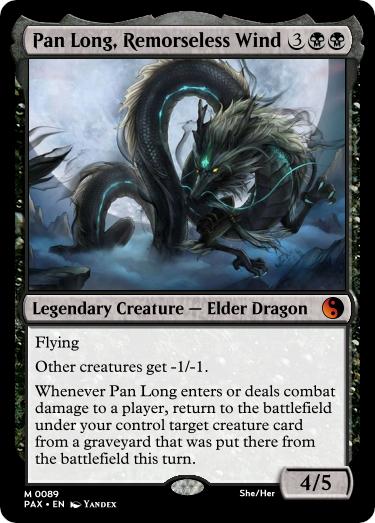 Pan Long, Remorseless Wind 3
Legendary Creature — Elder Dragon
Flying
Other creatures get -1/-1.
Whenever Pan Long enters or deals combat
damage to a player, return to the battlefield
under your control target creature card
from a graveyard that was put there from
the battlefield this turn.
4/5
M 0089
PAX • EN Yandex
She/Her